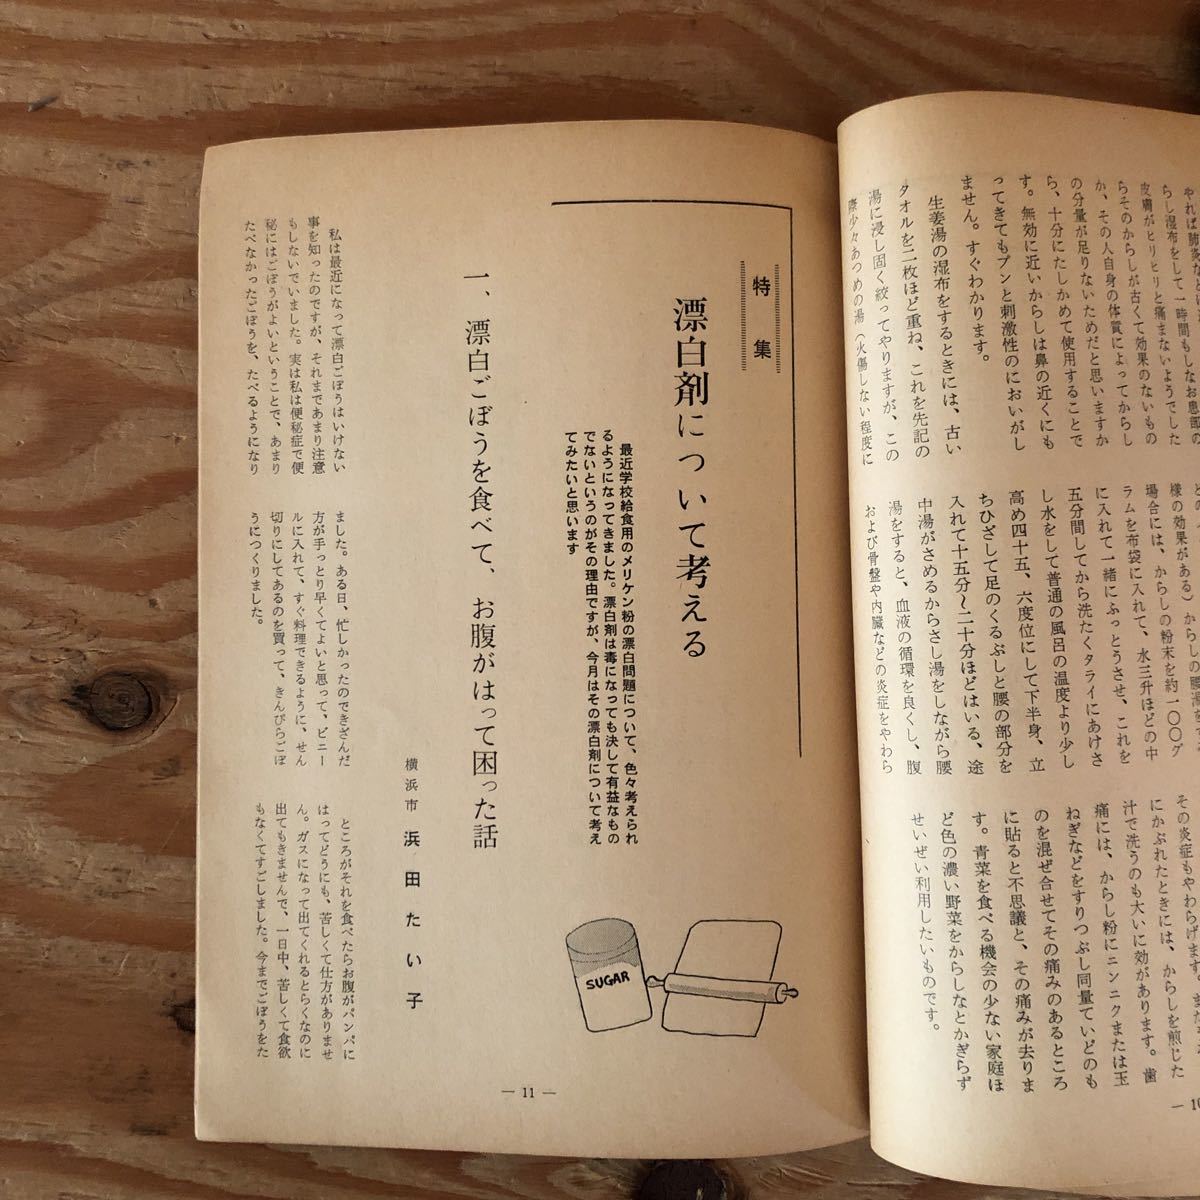 やれば肺炎など
らし湿布をして一時間もしなお患部の
皮膚がヒリヒリと痛まないようでした
らそのからしが古くて効果のないもの
か、その人自身の体質によってからし
の分量が足りないためだと思いますか
ら、十分にたしかめて使用することで
す。無効に近いからしは鼻の近くにも
ってきてもプンと刺激性のにおいがし
ません。すぐわかります。
生姜湯の湿布をするときには、古い
タオルを二枚ほど重ね、これを先記の
湯に浸し固く絞ってやりますが、この
際少々あつめの湯(火傷しない程度に
様の効果がある)からしの腰湯をす
場合には、からしの粉末を約一〇〇グ
ラムを布袋に入れて、水三升ほどの中
に入れて一緒にふっとうさせ、これを
五分間してから洗たくタライにあけさ
し水をして普通の風呂の温度より少し
高め四十五、六度位にして下半身、立
ちひざして足のくるぶしと腰の部分を
入れて十五分〜二十分ほどはいる、途
中湯がさめるからさし湯をしながら腰
湯をすると、血液の循環を良くし、腹
および骨盤や内臓などの炎症をやわら
その炎症もやわらげます。また
にかぶれたときには、からしを煎じた
汁で洗うのも大いに効があります。歯
痛には、からし粉にニンニクまたは玉
ねぎなどをすりつぶし同量ていどのも
のを混ぜ合せてその痛みのあるところ
に貼ると不思議と、その痛みが去りま
す。青菜を食べる機会の少ない家庭ほ
ど色の濃い野菜をからしなとかぎらず
せいぜい利用したいものです。
— 10
特集
漂白剤について考える
最近学校給食用のメリケン粉の漂白問題について、色々考えられ
るようになってきました。漂白剤は毒になっても決して有益なもの
でないというのがその理由ですが、今月はその漂白剤について考え
てみたいと思います
SUGAR
一、漂白ごぼうを食べて、お腹がはって困った話
横浜市 浜田たい子
私は最近になって漂白ごぼうはいけない
事を知ったのですが、それまであまり注意
もしないでいました。実は私は便秘症で便
秘にはごぼうがよいということで、あまり
たべなかったごぼうを、たべるようになり
ました。ある日、忙しかったのできざんだ
方が手っとり早くてよいと思って、ビニー
ルに入れて、すぐ料理できるように、せん
切りにしてあるのを買って、きんぴらごぼ
うにつくりました。
ところがそれを食べたらお腹がパンパに
はってどうにも、苦しくて仕方がありませ
ん。ガスになって出てくれるとらくなのに
出てもきませんで、一日中、苦しくて食欲
もなくてすごしました。今までごぼうをた
— 11 —